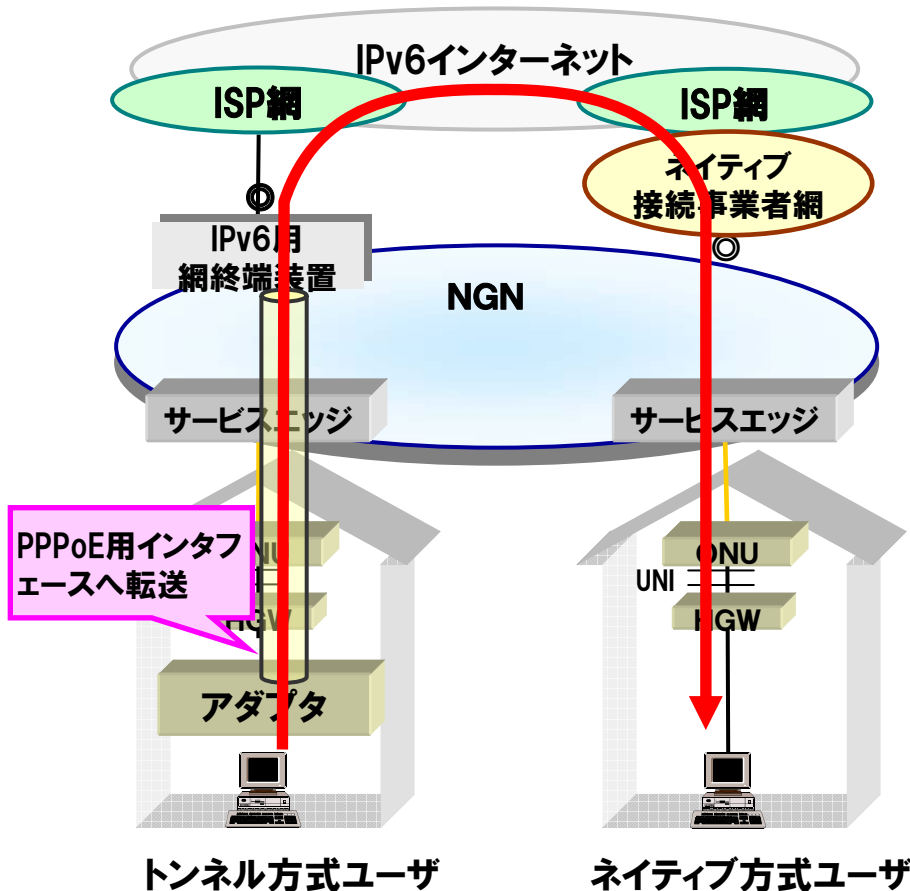 IPv6インターネット
ISP網
ISP網
ネイティブ
接続事業者網
IPv6用
網終端装置
NGN
サービスエッジ
サービスエッジ
PPPoE用インタフ
ェースへ転送
NU
ONU
UNI
HGW
HGW
アダプタ
トンネル方式ユーザ
ネイティブ方式ユーザ